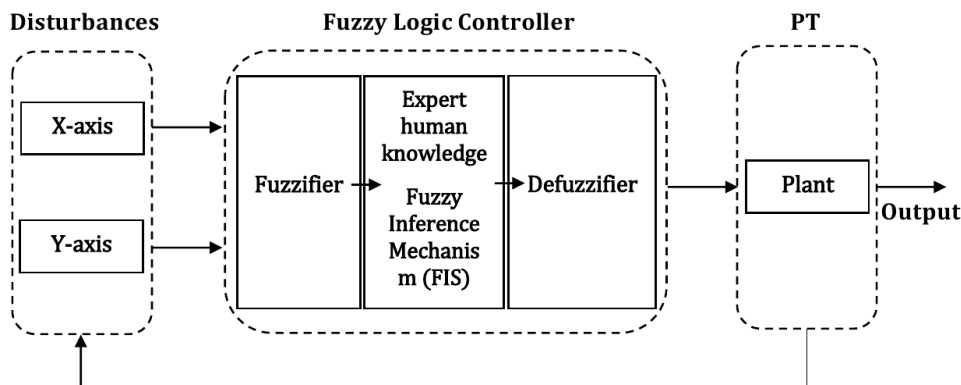 Disturbances
Fuzzy Logic Controller
PT
X-axis
Y-axis
Fuzzifier
Expert
human
knowledge
Fuzzy
Inference
Mechanis
m (FIS)
Defuzzifier
Plant
Output